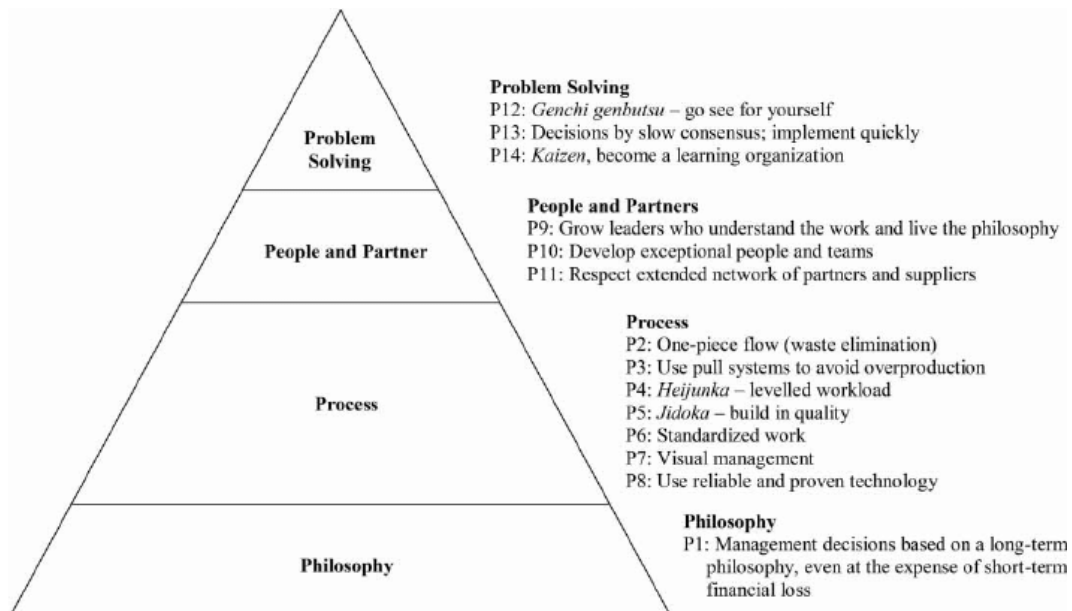 Problem Solving
P12: Genchi genbutsu – go see for yourself
P13: Decisions by slow consensus; implement quickly
P14: Kaizen, become a learning organization
Problem
Solving
People and Partners
P9: Grow leaders who understand the work and live the philosophy
P10: Develop exceptional people and teams
P11: Respect extended network of partners and suppliers
People and Partner
Process
P2: One-piece flow (waste elimination)
P3: Use pull systems to avoid overproduction
P4: Heijunka – levelled workload
P5: Jidoka – build in quality
P6: Standardized work
P7: Visual management
P8: Use reliable and proven technology
Process
Philosophy
P1: Management decisions based on a long-term
philosophy, even at the expense of short-term
financial loss
Philosophy